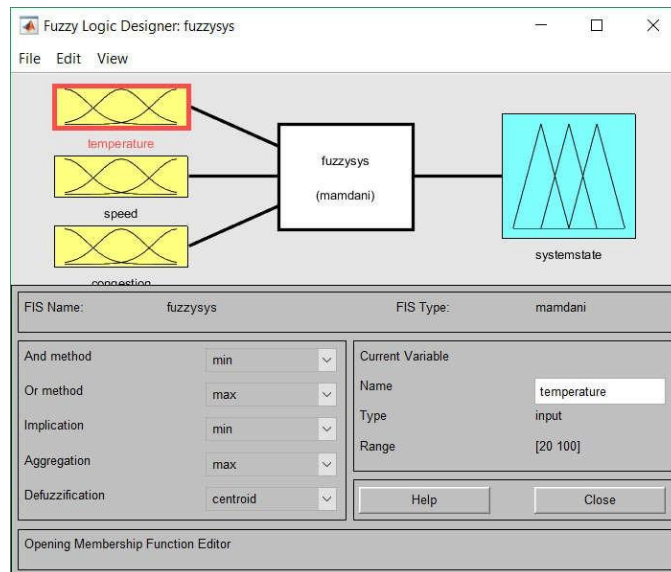 Fuzzy Logic Designer: fuzzysys
File Edit View
temperature
speed
congestion
fuzzysys
(mamdani)
systemstate
FIS Name: fuzzysys FIS Type: mamdani
And method min
Or method max
Implication min
Aggregation max
Defuzzification centroid
Current Variable
Name temperature
Type input
Range [20 100]
Help Close
Opening Membership Function Editor